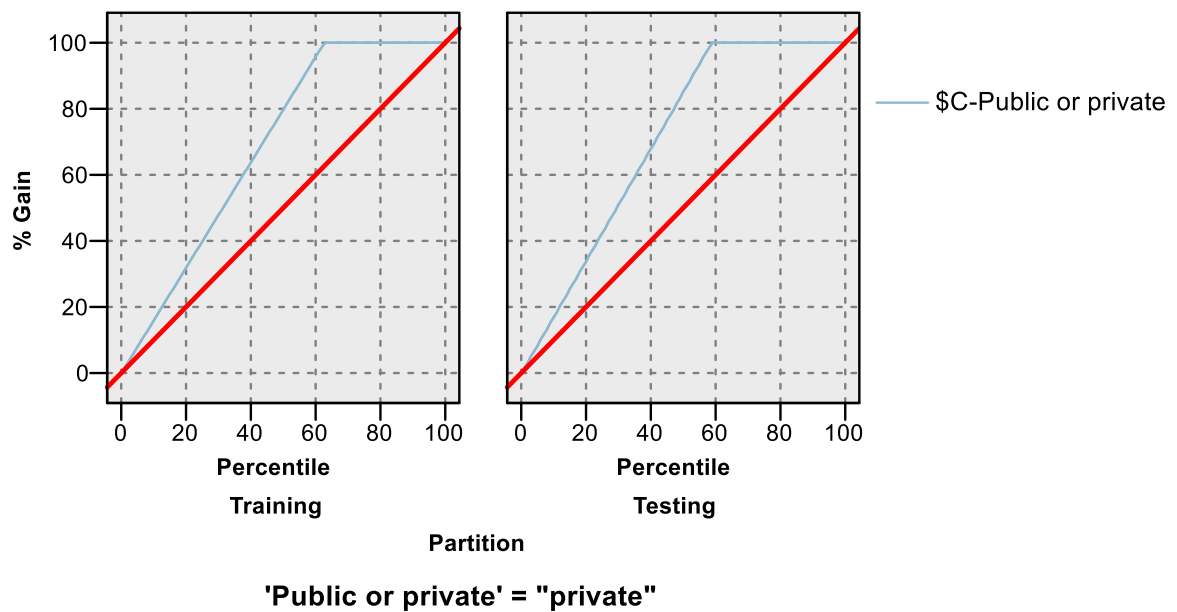 % Gain
100
80
60
40
20
0
0 20 40 60 80 100
0 20 40 60 80 100
Percentile
Percentile
Training
Testing
Partition
'Public or private' = "private"
$C-Public or private